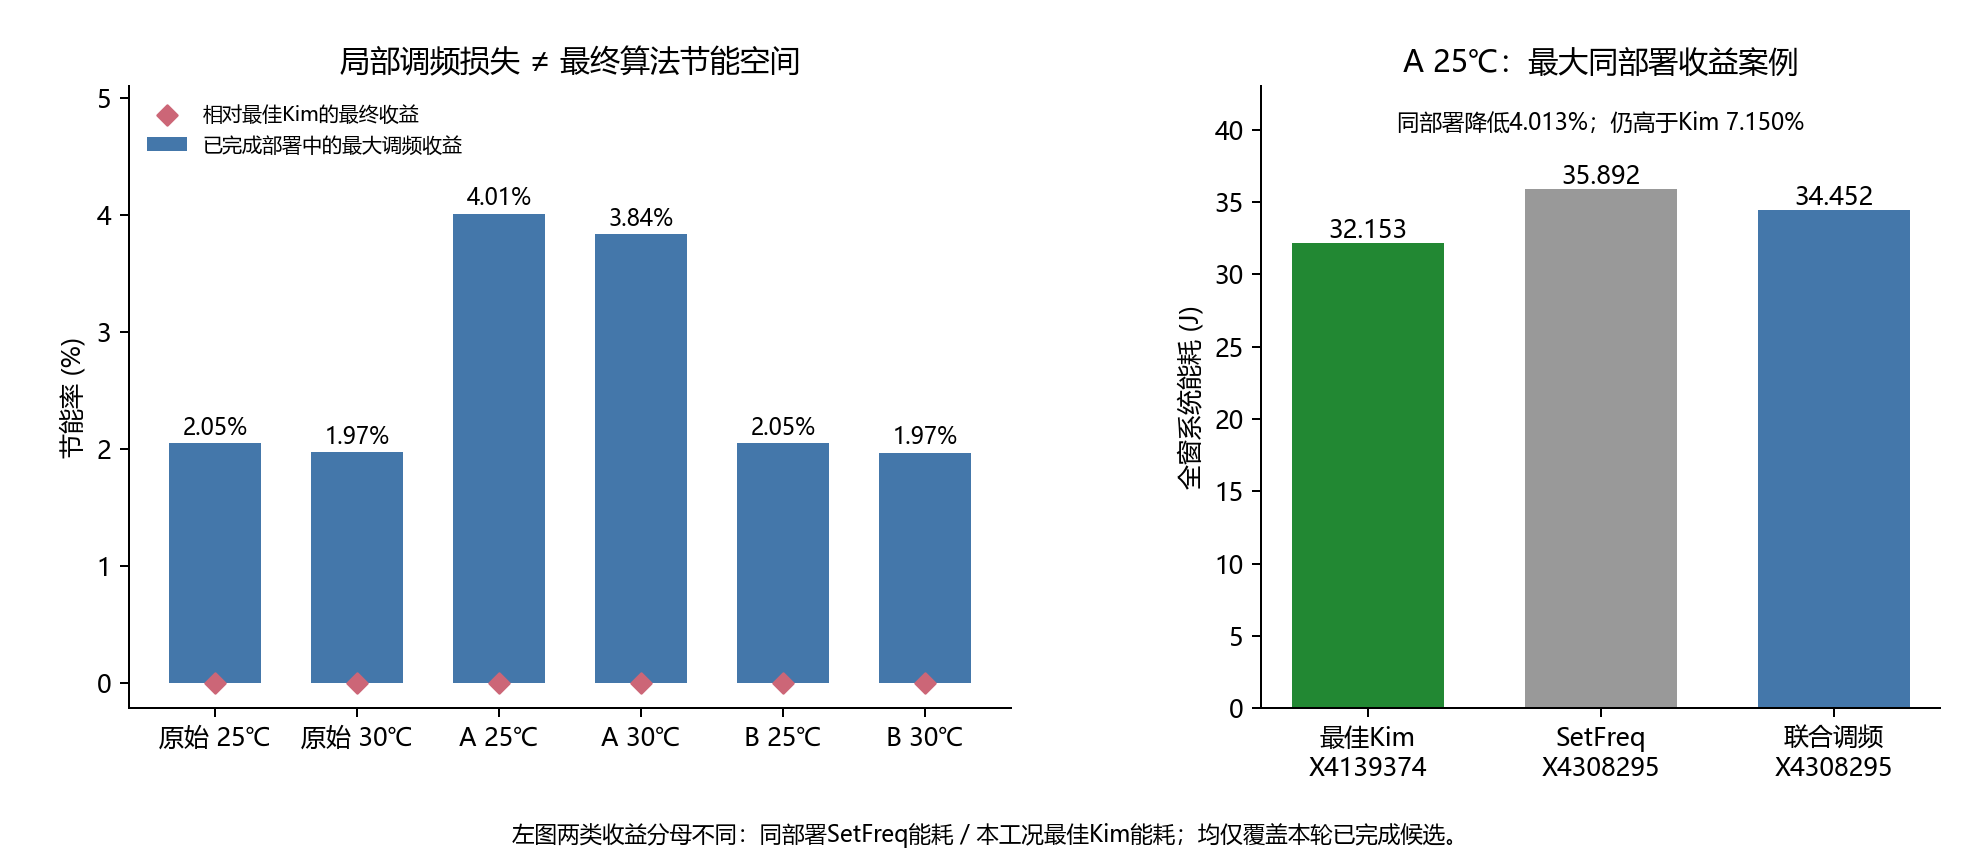 局部调频损失 ≠ 最终算法节能空间
相对最佳Kim的最终收益
已完成部署中的最大调频收益
节能率 (%)
5
4
3
2
1
0
2.05%
1.97%
4.01%
3.84%
2.05%
1.97%
原始 25℃
原始 30℃
A 25℃
A 30℃
B 25℃
B 30℃
A 25℃：最大同部署收益案例
同部署降低4.013%；仍高于Kim 7.150%
全窗系统能耗 (J)
40
35
30
25
20
15
10
5
0
32.153
35.892
34.452
最佳Kim
X4139374
SetFreq
X4308295
联合调频
X4308295
左图两类收益分母不同：同部署SetFreq能耗 / 本工况最佳Kim能耗；均仅覆盖本轮已完成候选。